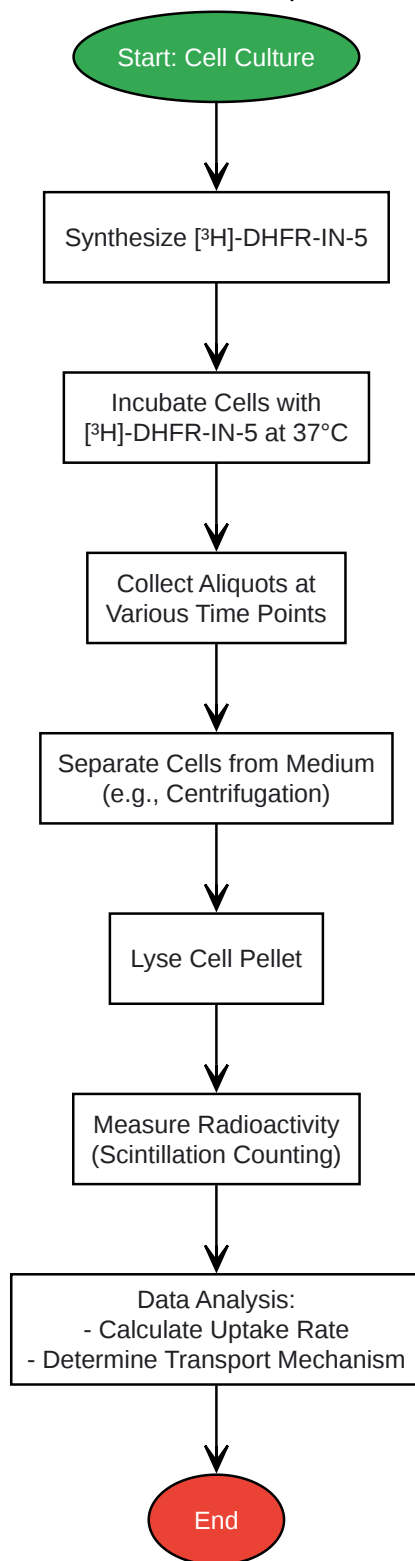 Start: Cell Culture
Synthesize [³H]-DHFR-IN-5
Incubate Cells with
[³H]-DHFR-IN-5 at 37°C
Collect Aliquots at
Various Time Points
Separate Cells from Medium
(e.g., Centrifugation)
Lyse Cell Pellet
Measure Radioactivity
(Scintillation Counting)
Data Analysis:
- Calculate Uptake Rate
- Determine Transport Mechanism
End